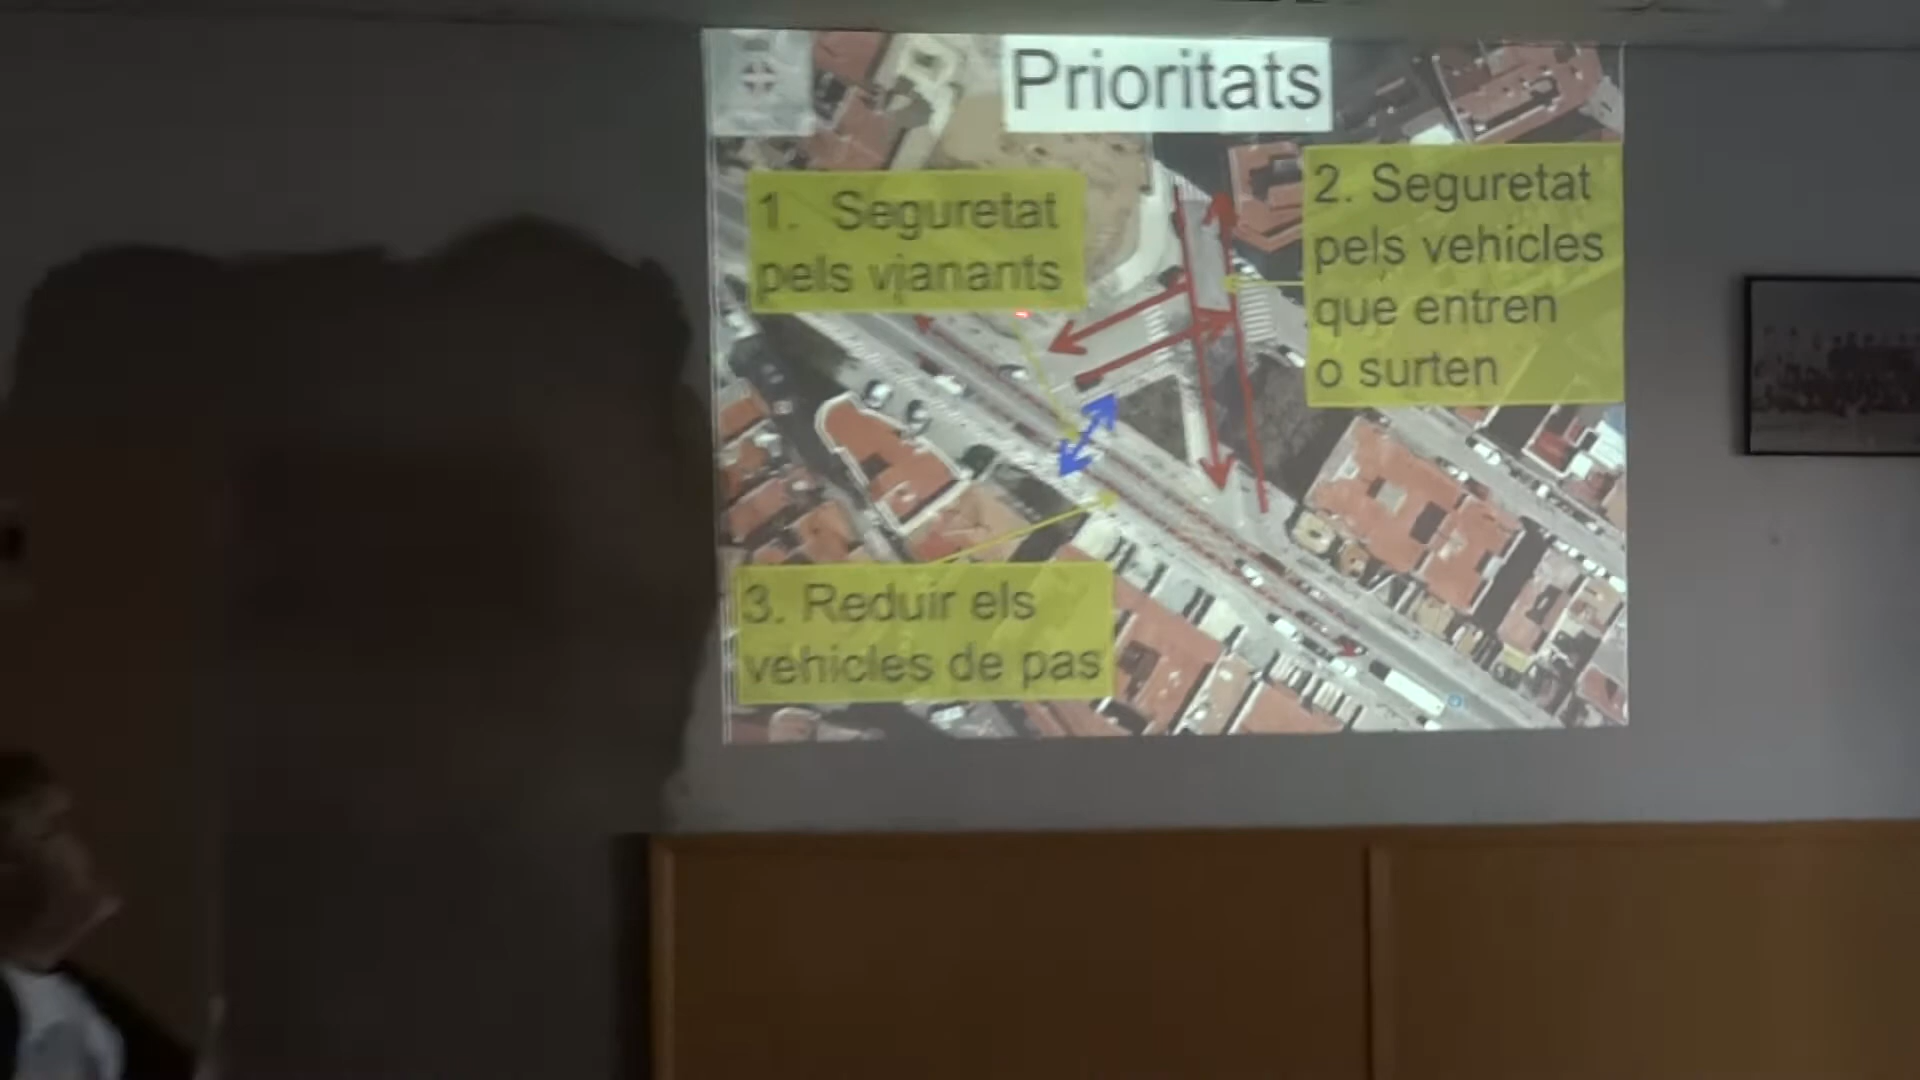 Prioritats
1. Seguretat
pels vianants
2. Seguretat
pels vehicles
que entren
o surten
3. Reduir els
vehicles de pas